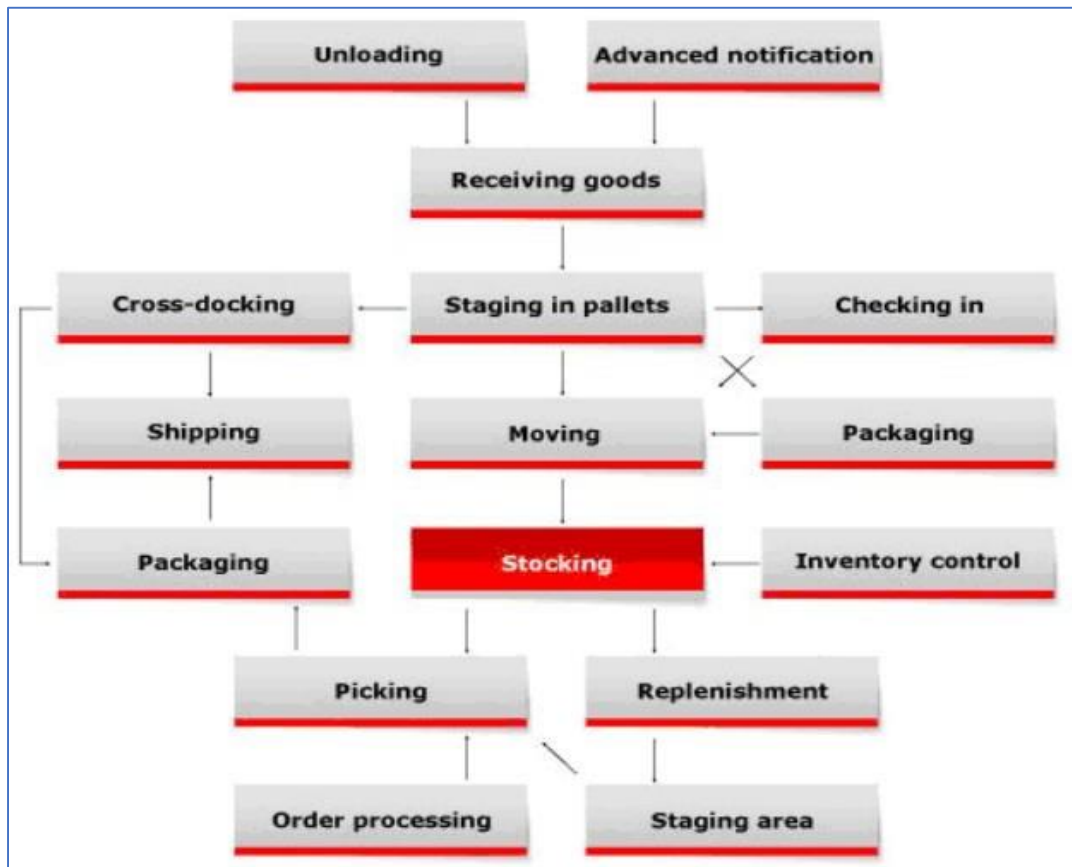 Unloading
Advanced notification
Receiving goods
Cross-docking
Staging in pallets
Checking in
Shipping
Moving
Packaging
Packaging
Stocking
Inventory control
Picking
Replenishment
Order processing
Staging area